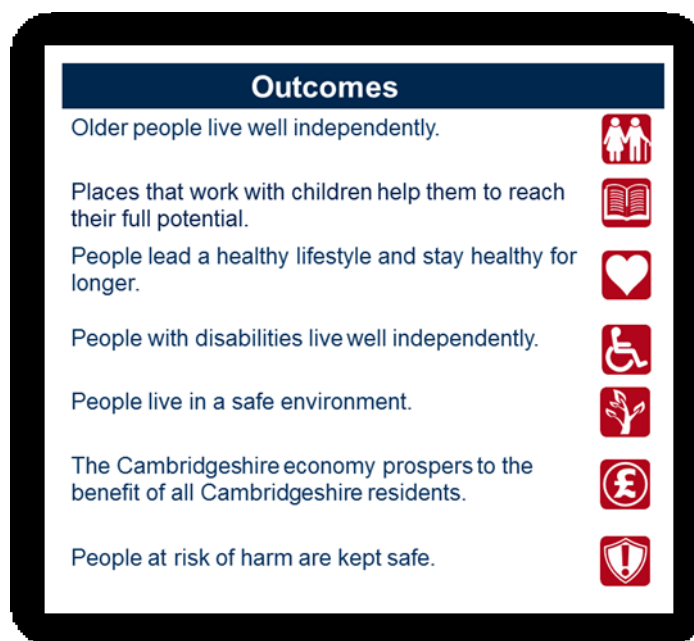 Outcomes
Older people live well independently.
Places that work with children help them to reach
their full potential.
People lead a healthy lifestyle and stay healthy for
longer.
People with disabilities live well independently.
People live in a safe environment.
The Cambridgeshire economy prospers to the
benefit of all Cambridgeshire residents.
£
People at risk of harm are kept safe.
!